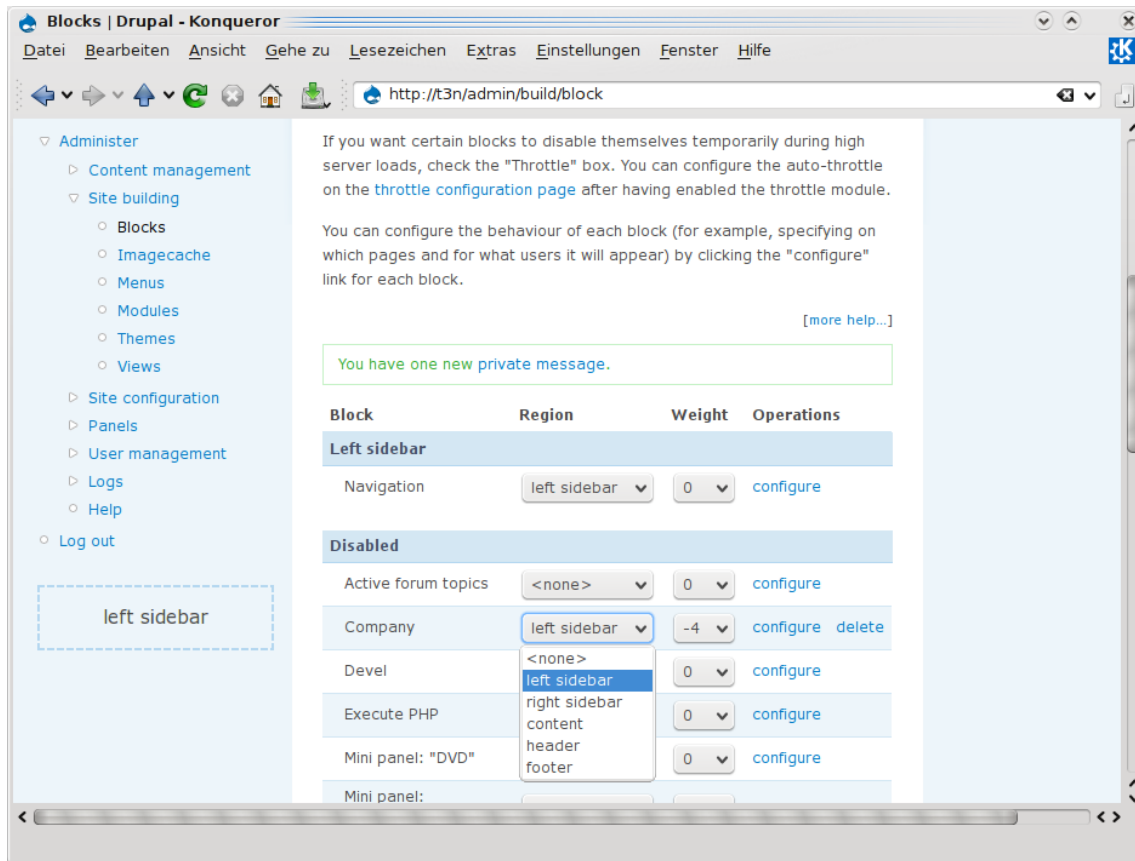 Blocks | Drupal - Konqueror
Datei Bearbeiten Ansicht Gehe zu Lesezeichen Extras Einstellungen Fenster Hilfe
http://t3n/admin/build/block
Administer
Content management
Site building
Blocks
Imagecache
Menus
Modules
Themes
Views
Site configuration
Panels
User management
Logs
Help
Log out
left sidebar
If you want certain blocks to disable themselves temporarily during high
server loads, check the "Throttle" box. You can configure the auto-throttle
on the throttle configuration page after having enabled the throttle module.
You can configure the behaviour of each block (for example, specifying on
which pages and for what users it will appear) by clicking the "configure"
link for each block.
[more help...]
You have one new private message.
Block Region Weight Operations
Left sidebar
Navigation left sidebar 0 configure
Disabled
Active forum topics <none> 0 configure
Company left sidebar -4 configure delete
<none>
Devel left sidebar 0 configure
right sidebar
Execute PHP content 0 configure
header
Mini panel: "DVD" footer 0 configure
Mini panel: